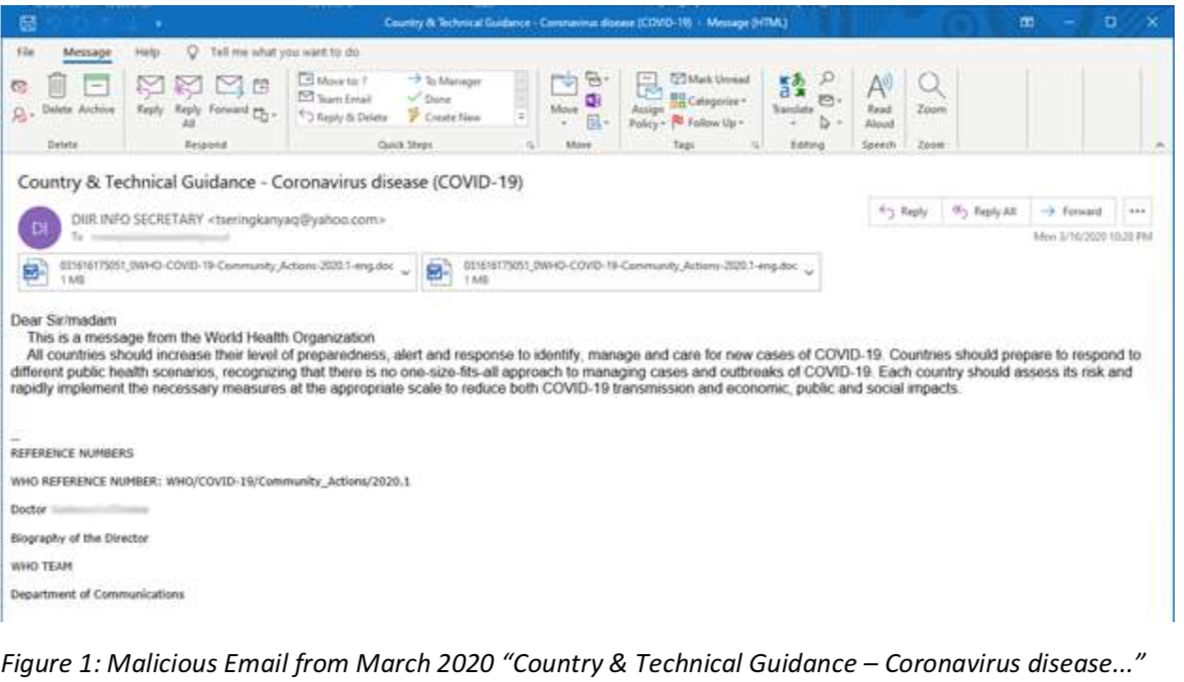 Country & Technical Guidance - Coronavirus disease (COVID-19) - Message (HTML)
File Message Help Tell me what you want to do
Delete Archive Reply Reply All Forward
Move to: ? To Manager
Team Email Done
Reply & Delete Create New
Move
Assign Policy Mark Unread Categorize Follow Up
Translate
Read Aloud
Zoom
Delete Respond Quick Steps Move Tags Editing Speech Zoom
Country & Technical Guidance - Coronavirus disease (COVID-19)
DI
DIIR INFO SECRETARY <tseringkanyaq@yahoo.com>
To
Reply Reply All Forward ...
Mon 3/16/2020 10:28 PM
031616175051_0WHO-COVID-19-Community_Actions-2020.1-eng.doc
1 MB
031616175051_0WHO-COVID-19-Community_Actions-2020.1-eng.doc
1 MB
Dear Sir/madam
This is a message from the World Health Organization
All countries should increase their level of preparedness, alert and response to identify, manage and care for new cases of COVID-19. Countries should prepare to respond to
different public health scenarios, recognizing that there is no one-size-fits-all approach to managing cases and outbreaks of COVID-19. Each country should assess its risk and
rapidly implement the necessary measures at the appropriate scale to reduce both COVID-19 transmission and economic, public and social impacts.
--
REFERENCE NUMBERS
WHO REFERENCE NUMBER: WHO/COVID-19/Community_Actions/2020.1
Doctor
Biography of the Director
WHO TEAM
Department of Communications
Figure 1: Malicious Email from March 2020 “Country & Technical Guidance – Coronavirus disease...”